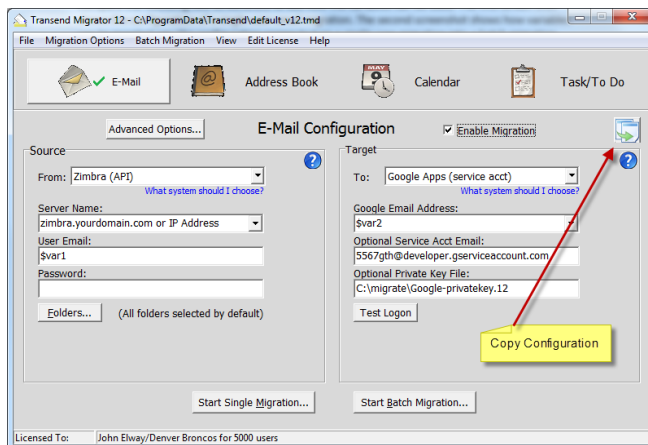 Transend Migrator 12 - C:\ProgramData\Transend\default_v12.tmd
File Migration Options Batch Migration View Edit License Help
E-Mail Address Book MAY Calendar Task/To Do
Advanced Options... E-Mail Configuration Enable Migration
Source Target
From: Zimbra (API) To: Google Apps (service acct)
What system should I choose? What system should I choose?
Server Name: Google Email Address:
zimbra.yourdomain.com or IP Address $var2
User Email: Optional Service Acct Email:
$var1 5567gth@developer.gserviceaccount.com
Password: Optional Private Key File:
C:\migrate\Google-privatekey.12
Folders... (All folders selected by default) Test Logon
Copy Configuration
Start Single Migration... Start Batch Migration...
Licensed To: John Elway/Denver Broncos for 5000 users